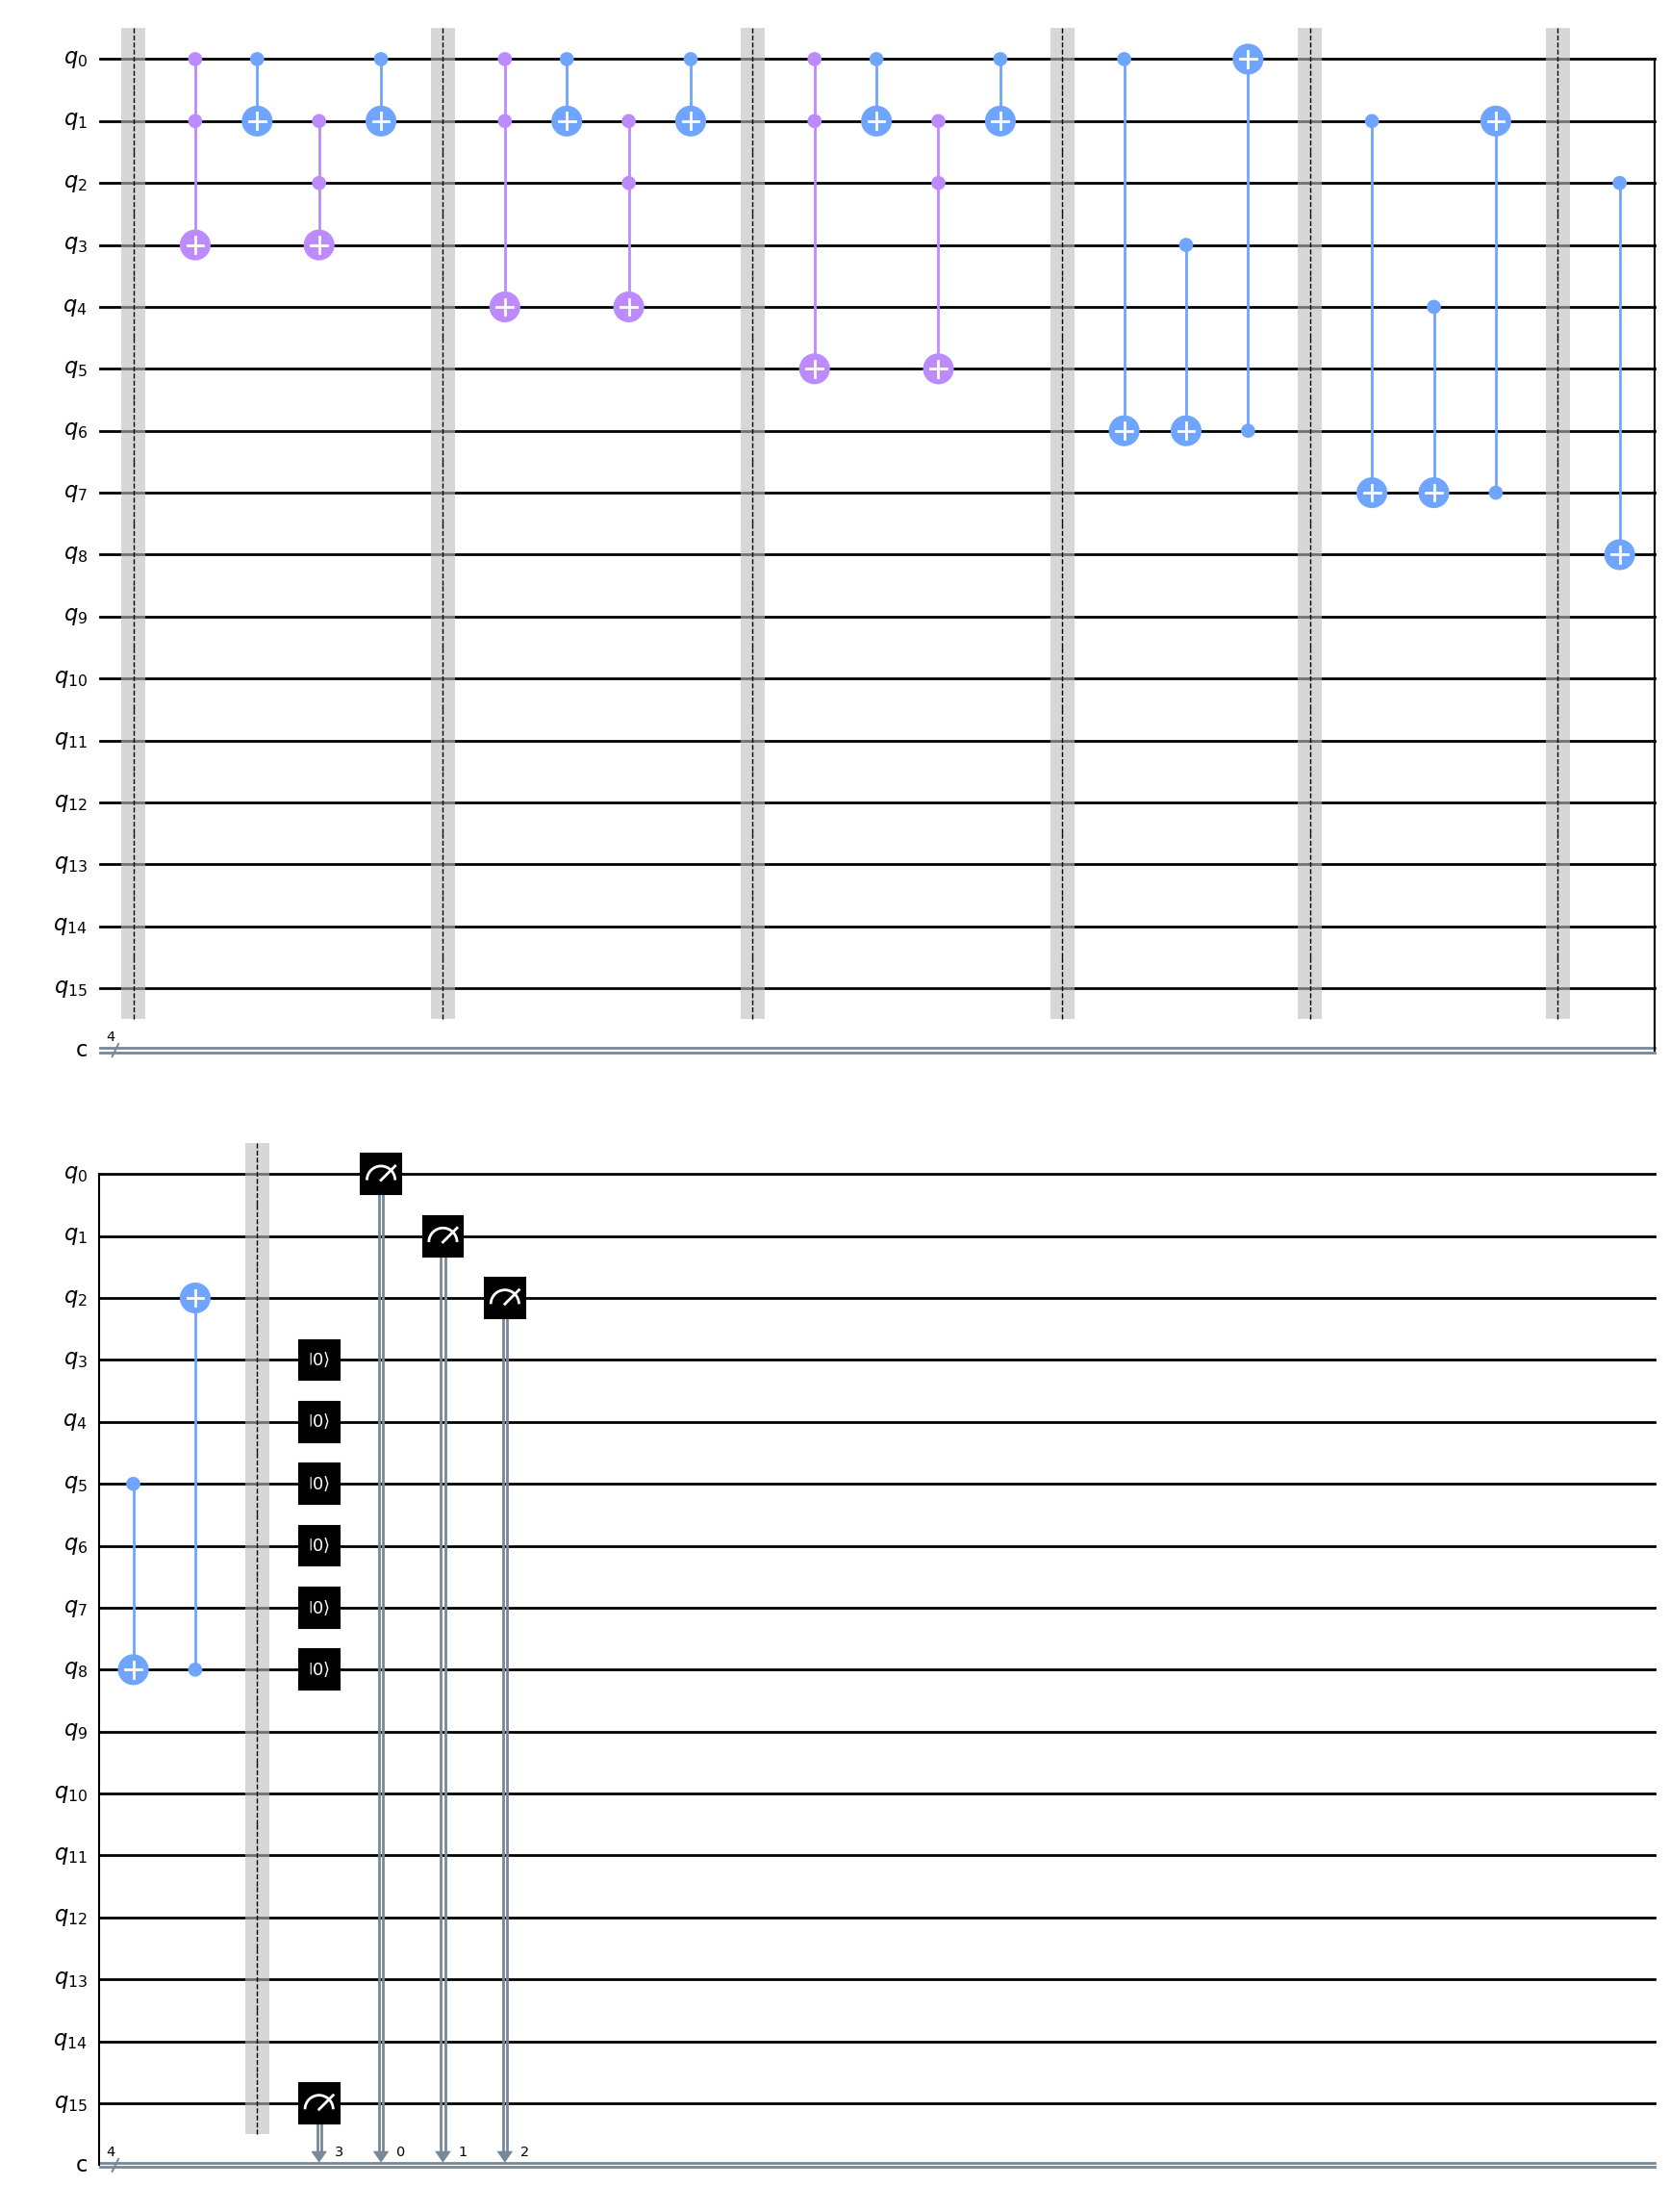 q0
q1
q2
q3
q4
q5
q6
q7
q8
q9
q10
q11
q12
q13
q14
q15
4
c
q0
q1
q2
q3 |0⟩
q4 |0⟩
q5 |0⟩
q6 |0⟩
q7 |0⟩
q8 |0⟩
q9
q10
q11
q12
q13
q14
q15
4 3 0 1 2
c